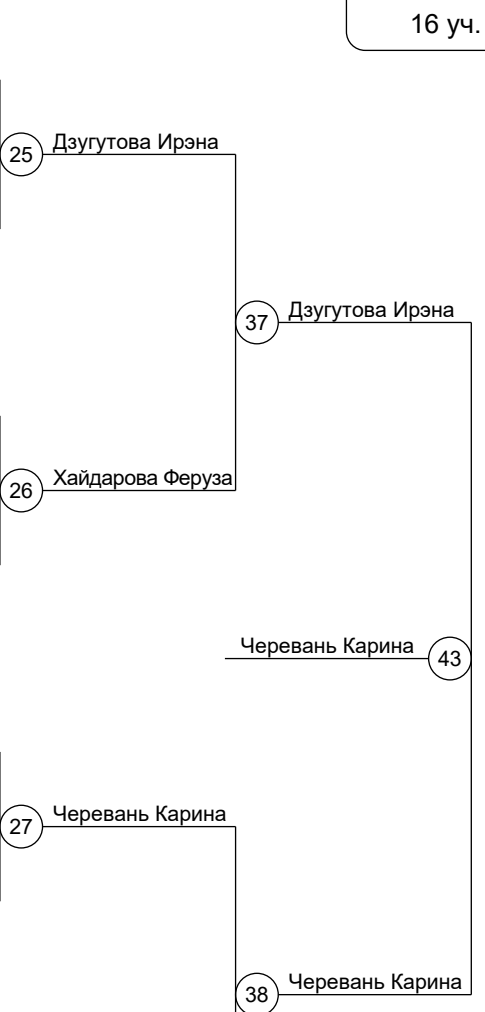 16 уч.
Дзугутова Ирэна
25
Дзугутова Ирэна
37
Хайдарова Феруза
26
Черевань Карина
43
Черевань Карина
27
Черевань Карина
38